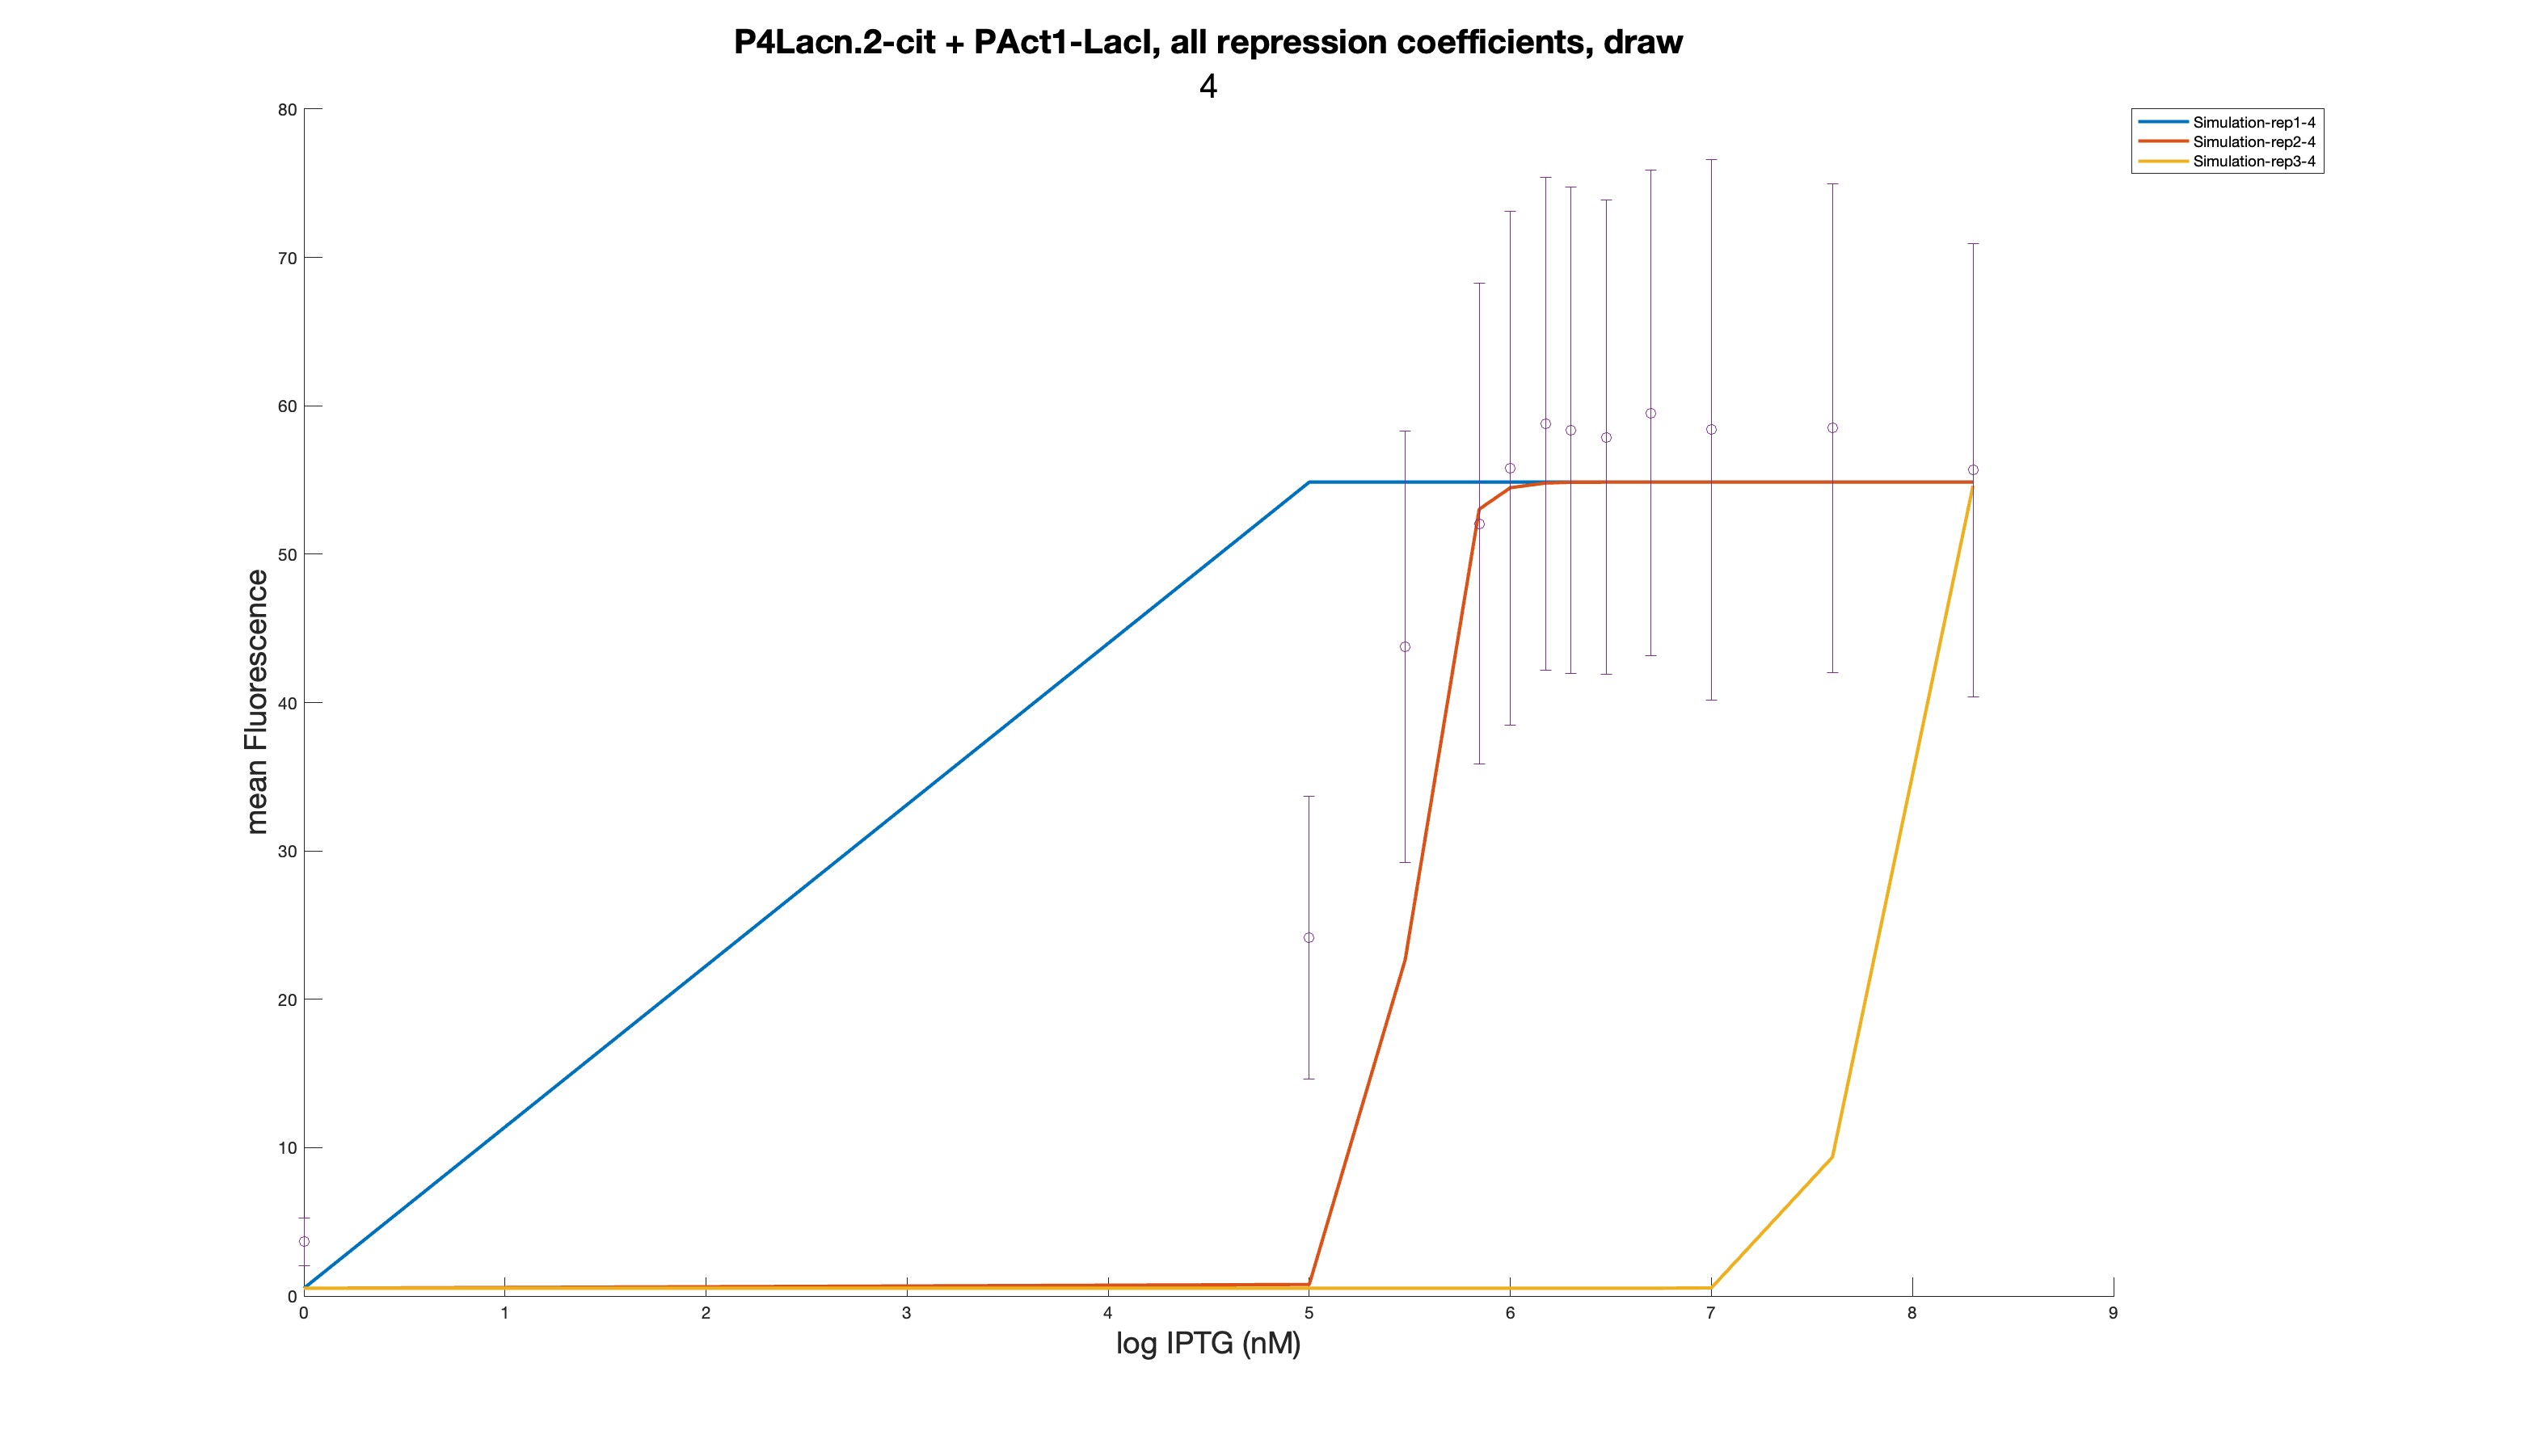 P4Lacn.2-cit + PAct1-LacI, all repression coefficients, draw
4
Simulation-rep1-4
Simulation-rep2-4
Simulation-rep3-4
mean Fluorescence
80
70
60
50
40
30
20
10
0
0 1 2 3 4 5 6 7 8 9
log IPTG (nM)